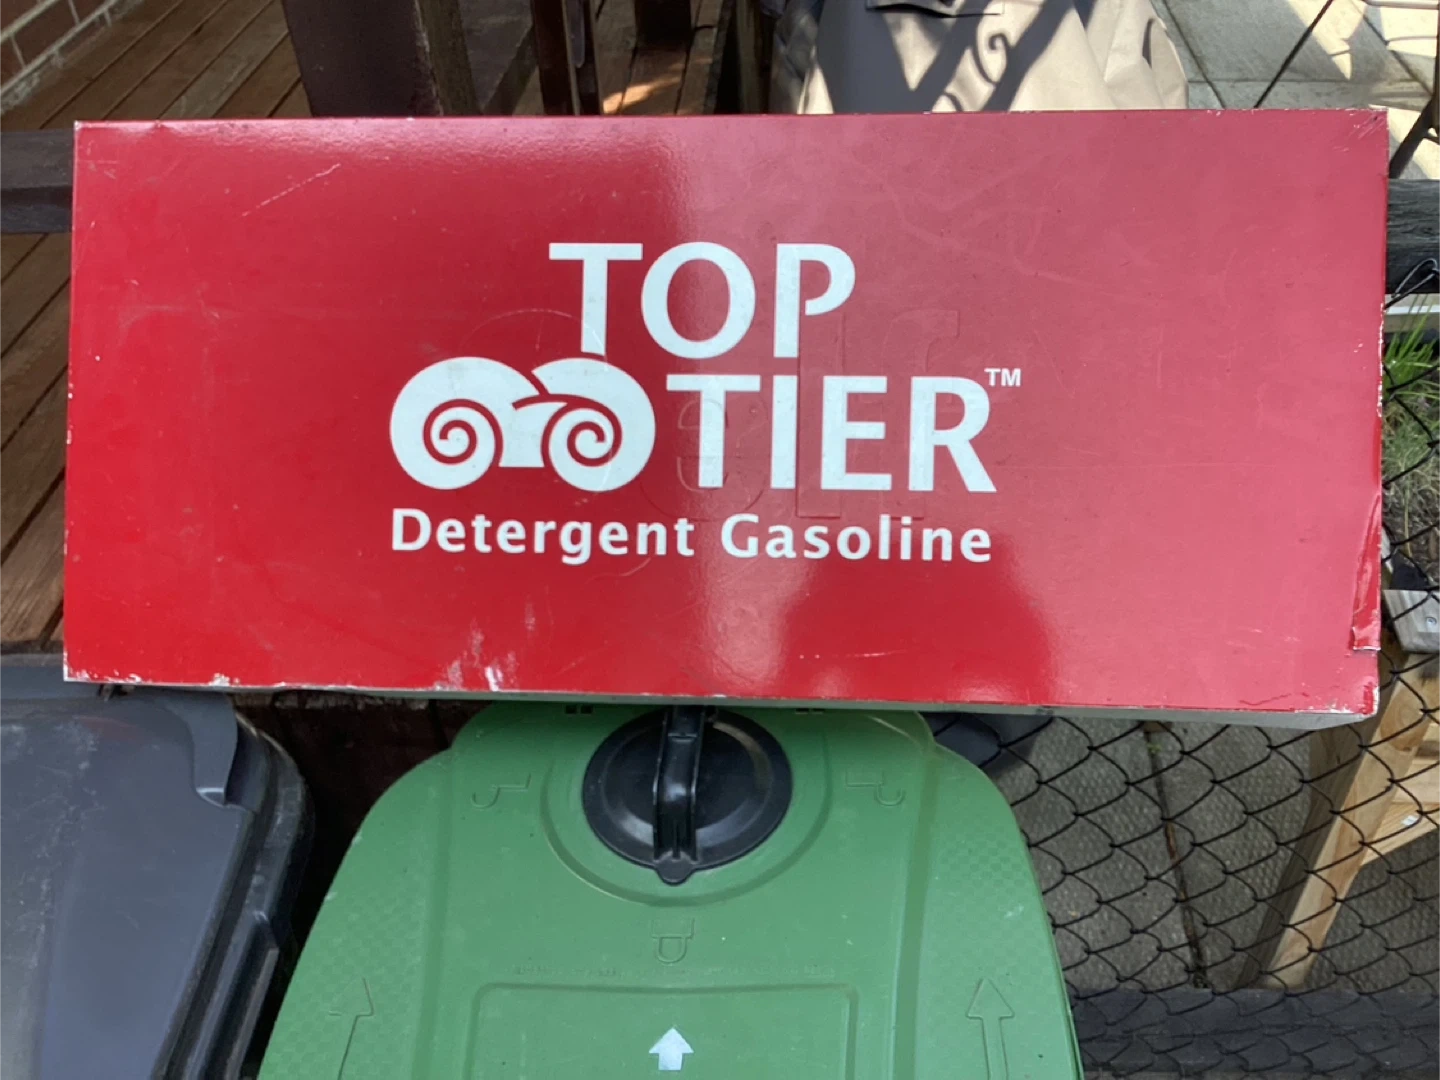 TOP
TIER™
Detergent Gasoline